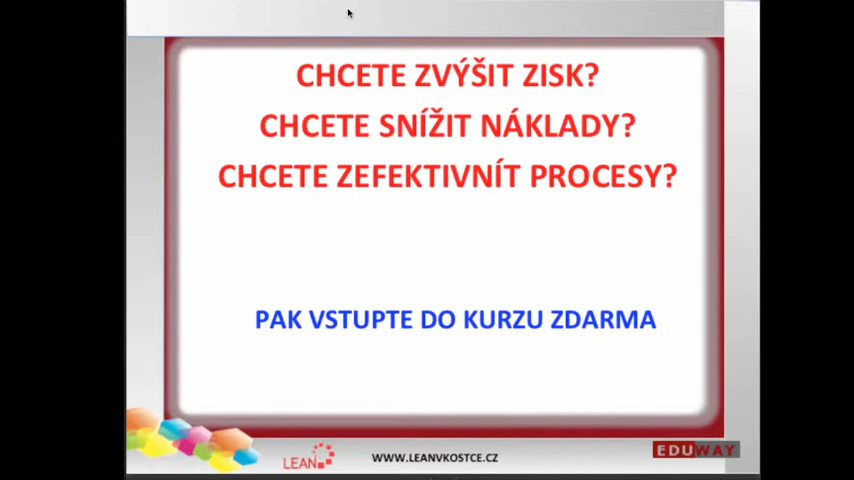 CHCETE ZVÝŠIT ZISK?
CHCETE SNÍŽIT NÁKLADY?
CHCETE ZEFEKTIVNÍT PROCESY?
PAK VSTUPTE DO KURZU ZDARMA
LEAN
WWW.LEANVKOSTCE.CZ
EDUWAY